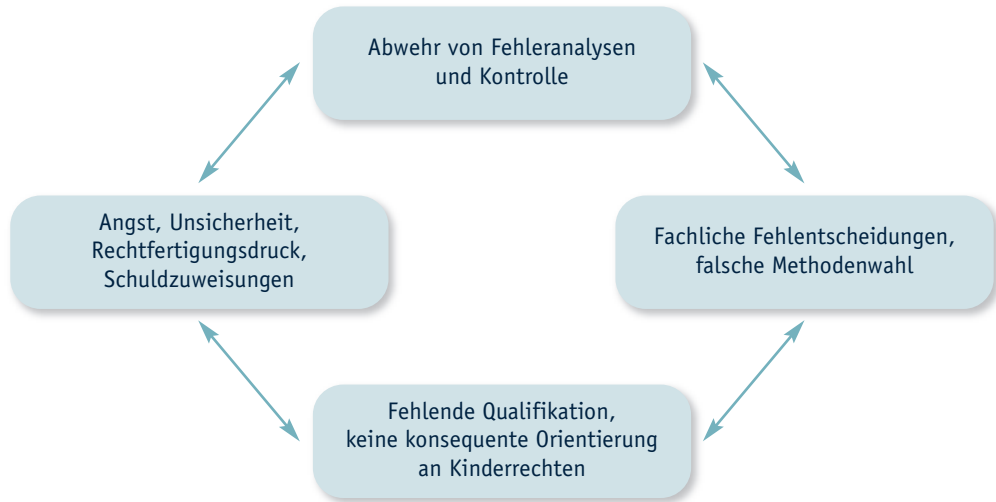 Abwehr von Fehleranalysen
und Kontrolle
Angst, Unsicherheit,
Rechtfertigungsdruck,
Schuldzuweisungen
Fachliche Fehlentscheidungen,
falsche Methodenwahl
Fehlende Qualifikation,
keine konsequente Orientierung
an Kinderrechten